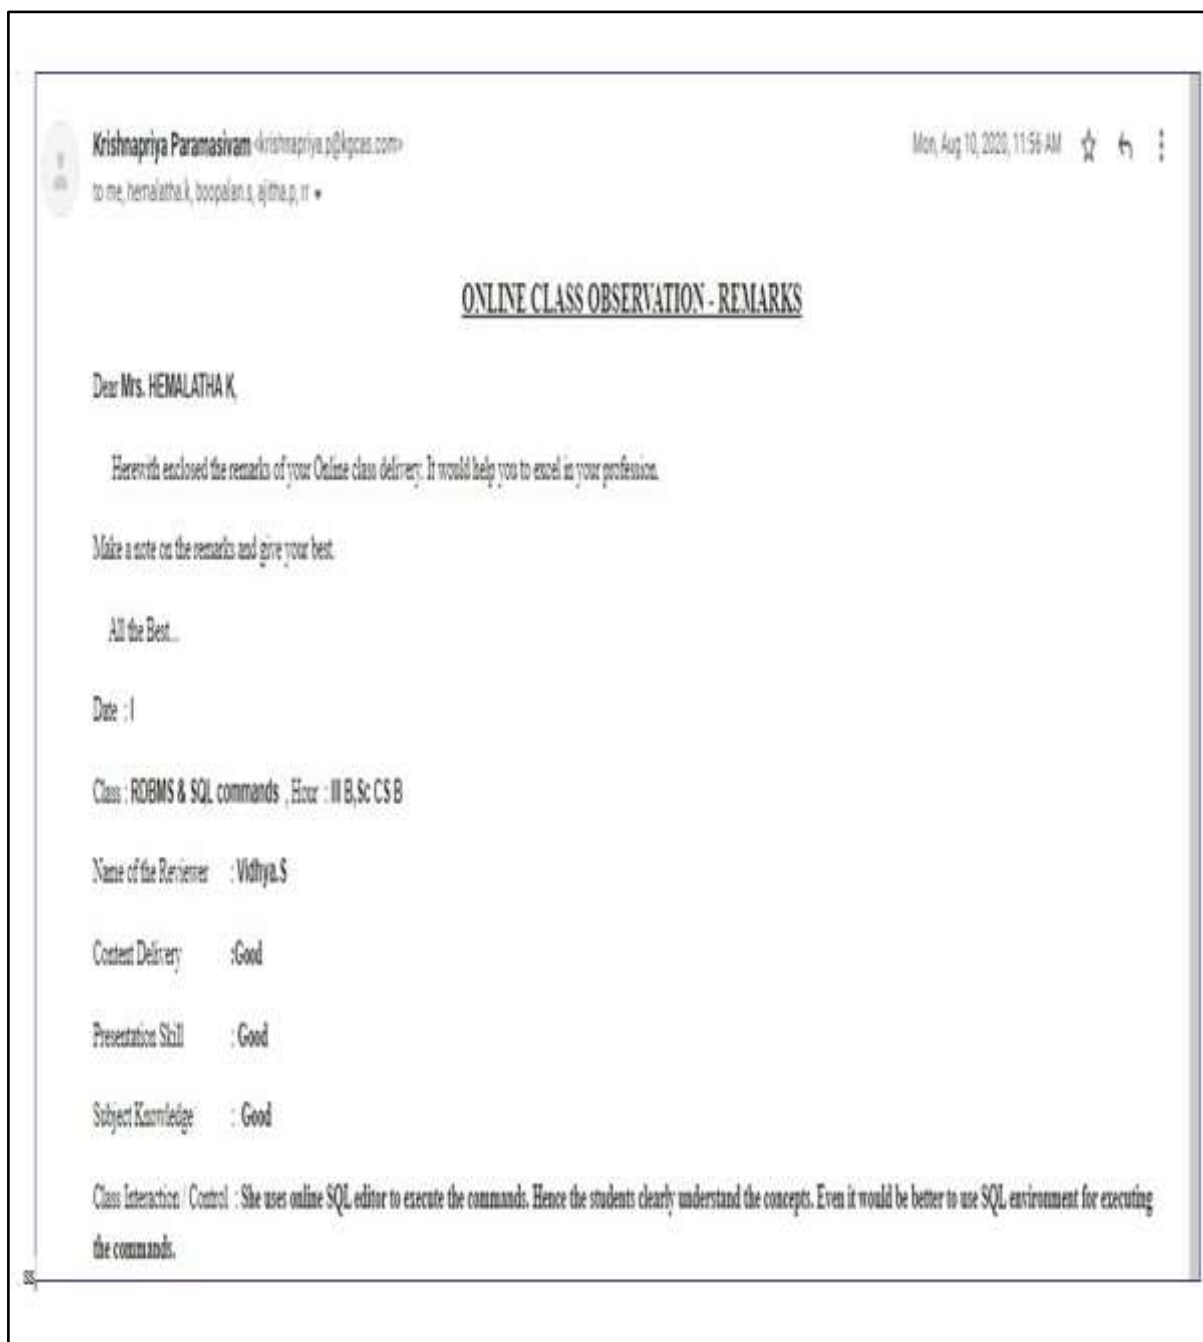 Krishnapriya Paramasivam <krishnapriya.p@kgcas.com>
Mon, Aug 10, 2020, 11:56 AM
to me, hemalatha.k, boopalan.s, ajitha.p, rr
ONLINE CLASS OBSERVATION - REMARKS
Dear Mrs. HEMALATHA K,
Herewith enclosed the remarks of your Online class delivery. It would help you to excel in your profession.
Make a note on the remarks and give your best.
All the Best...
Date : I
Class : RDBMS & SQL commands , Hour : III B,Sc CS B
Name of the Reviewer : Vidhya.S
Content Delivery :Good
Presentation Skill : Good
Subject Knowledge : Good
Class Interaction / Control : She uses online SQL editor to execute the commands. Hence the students clearly understand the concepts. Even it would be better to use SQL environment for executing
the commands.